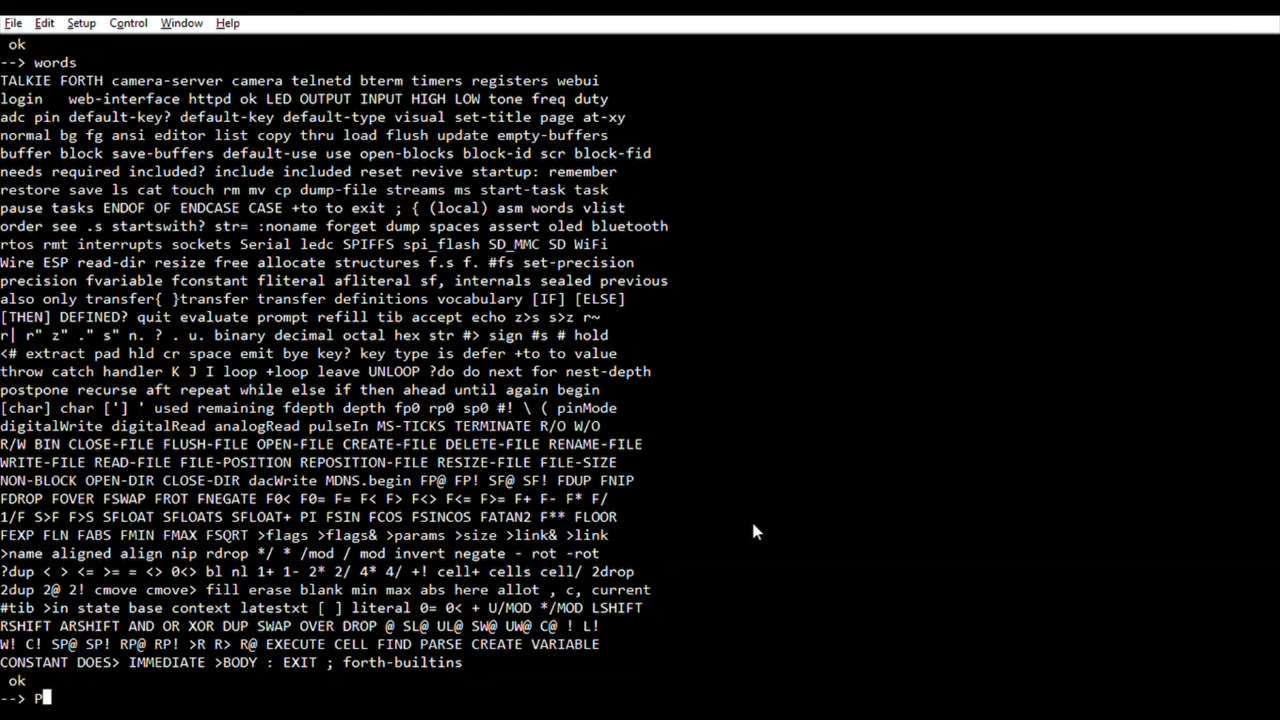 File Edit Setup Control Window Help
ok
--> words
TALKIE FORTH camera-server camera telnetd bterm timers registers webui
login   web-interface httpd ok LED OUTPUT INPUT HIGH LOW tone freq duty
adc pin default-key? default-key default-type visual set-title page at-xy
normal bg fg ansi editor list copy thru load flush update empty-buffers
buffer block save-buffers default-use use open-blocks block-id scr block-fid
needs required included? include included reset revive startup: remember
restore save ls cat touch rm mv cp dump-file streams ms start-task task
pause tasks ENDOF OF ENDCASE CASE +to to exit ; { (local) asm words vlist
order see .s startswith? str= :noname forget dump spaces assert oled bluetooth
rtos rmt interrupts sockets Serial ledc SPIFFS spi_flash SD_MMC SD WiFi
Wire ESP read-dir resize free allocate structures f.s f. #fs set-precision
precision fvariable fconstant fliteral afliteral sf, internals sealed previous
also only transfer{ }transfer transfer definitions vocabulary [IF] [ELSE]
[THEN] DEFINED? quit evaluate prompt refill tib accept echo z>s s>z r~
r| r" z" ." s" n. ? . u. binary decimal octal hex str #> sign #s # hold
<# extract pad hld cr space emit bye key? key type is defer +to to value
throw catch handler K J I loop +loop leave UNLOOP ?do do next for nest-depth
postpone recurse aft repeat while else if then ahead until again begin
[char] char ['] ' used remaining fdepth depth fp0 rp0 sp0 #! \ ( pinMode
digitalWrite digitalRead analogRead pulseIn MS-TICKS TERMINATE R/O W/O
R/W BIN CLOSE-FILE FLUSH-FILE OPEN-FILE CREATE-FILE DELETE-FILE RENAME-FILE
WRITE-FILE READ-FILE FILE-POSITION REPOSITION-FILE RESIZE-FILE FILE-SIZE
NON-BLOCK OPEN-DIR CLOSE-DIR dacWrite MDNS.begin FP@ FP! SF@ SF! FDUP FNIP
FDROP FOVER FSWAP FROT FNEGATE F0< F0= F= F< F> F<> F<= F>= F+ F- F* F/
1/F S>F F>S SFLOAT SFLOATS SFLOAT+ PI FSIN FCOS FSINCOS FATAN2 F** FLOOR
FEXP FLN FABS FMIN FMAX FSQRT >flags >flags& >params >size >link& >link
>name aligned align nip rdrop */ * /mod / mod invert negate - rot -rot
?dup < > <= >= = <> 0<> bl nl 1+ 1- 2* 2/ 4* 4/ +! cell+ cells cell/ 2drop
2dup 2@ 2! cmove cmove> fill erase blank min max abs here allot , c, current
#tib >in state base context latestxt [ ] literal 0= 0< + U/MOD */MOD LSHIFT
RSHIFT ARSHIFT AND OR XOR DUP SWAP OVER DROP @ SL@ UL@ SW@ UW@ C@ ! L!
W! C! SP@ SP! RP@ RP! >R R> R@ EXECUTE CELL FIND PARSE CREATE VARIABLE
CONSTANT DOES> IMMEDIATE >BODY : EXIT ; forth-builtins
ok
--> P